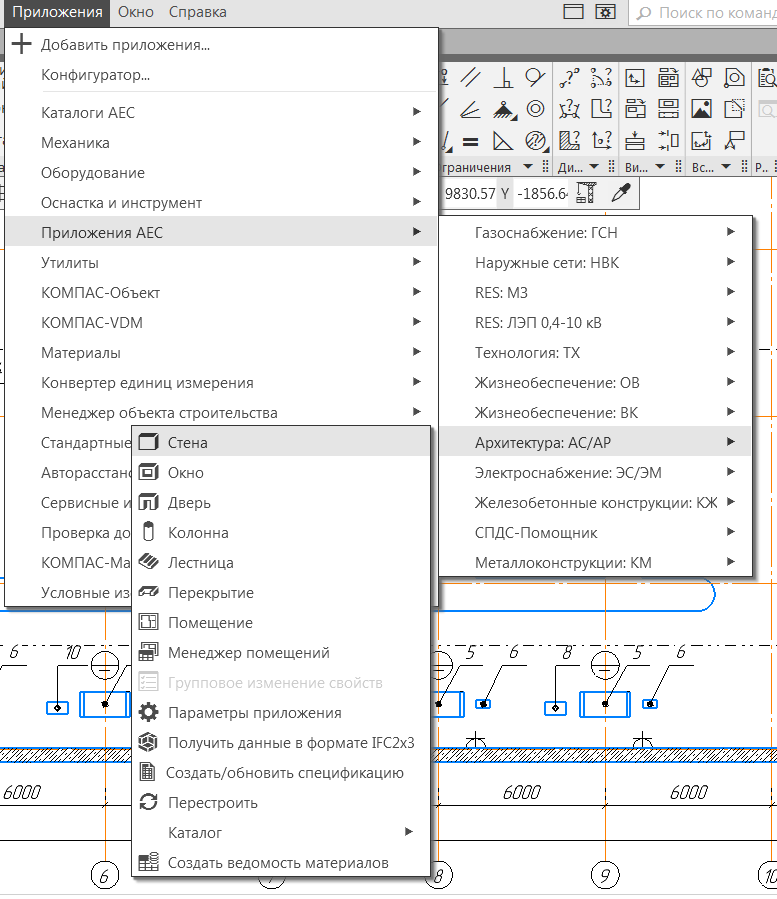 Приложения Окно Справка
Поиск по команд
Добавить приложения...
Конфигуратор...
Каталоги AEC
Механика
Оборудование
Оснастка и инструмент
Приложения AEC
Утилиты
КОМПАС-Объект
КОМПАС-VDM
Материалы
Конвертер единиц измерения
Менеджер объекта строительства
Стандартные
Авторасстано
Сервисные и
Проверка до
КОМПАС-Ма
Условные из
граничения Ди... Ви... Вс... Р...
9830.57 Y -1856.64
Газоснабжение: ГСН
Наружные сети: НВК
RES: МЗ
RES: ЛЭП 0,4-10 кВ
Технология: ТХ
Жизнеобеспечение: ОВ
Жизнеобеспечение: ВК
Архитектура: АС/АР
Электроснабжение: ЭС/ЭМ
Железобетонные конструкции: КЖ
СПДС-Помощник
Металлоконструкции: КМ
Стена
Окно
Дверь
Колонна
Лестница
Перекрытие
Помещение
Менеджер помещений
Групповое изменение свойств
Параметры приложения
Получить данные в формате IFC2x3
Создать/обновить спецификацию
Перестроить
Каталог
Создать ведомость материалов
6 10 5 6 8 5 6
6000 6000 6000
6 8 9 10